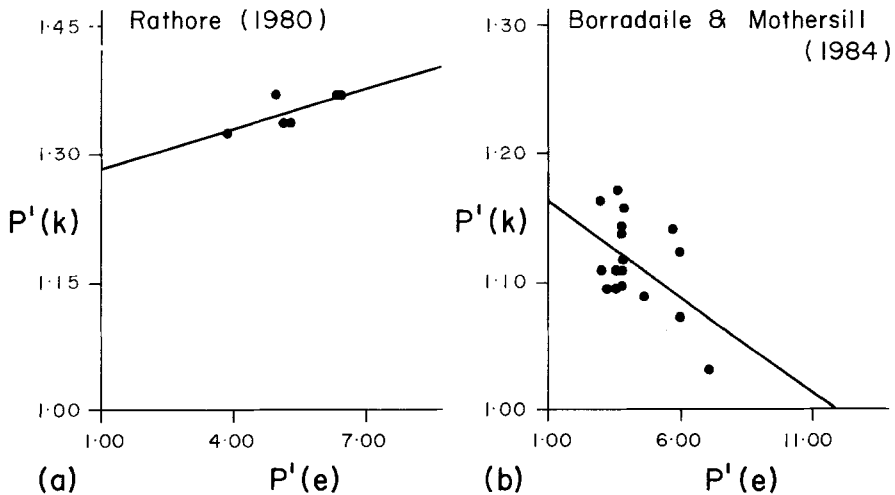 Rathore (1980)
1·45
1·30
1·15
1·00
P'(k)
1·00 4·00 7·00
(a) P'(e)
Borradaile & Mothersill
(1984)
1·30
1·20
1·10
1·00
P'(k)
1·00 6·00 11·00
(b) P'(e)